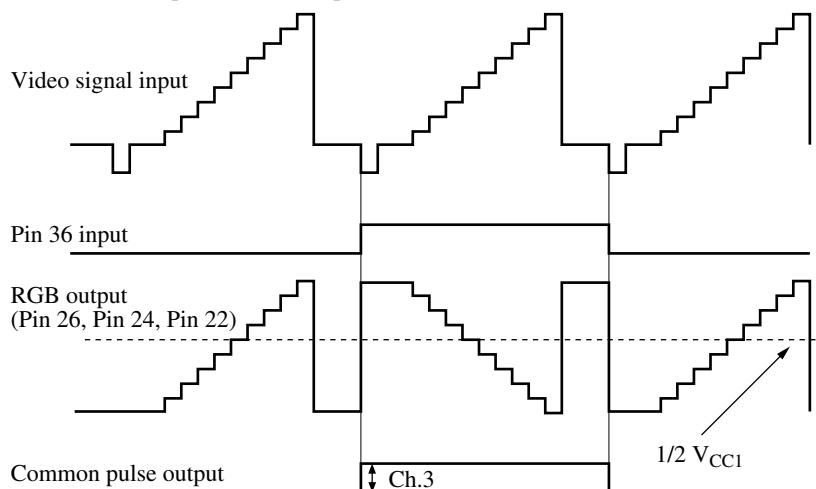 Video signal input
Pin 36 input
RGB output
(Pin 26, Pin 24, Pin 22)
1/2 VCC1
Common pulse output
Ch.3